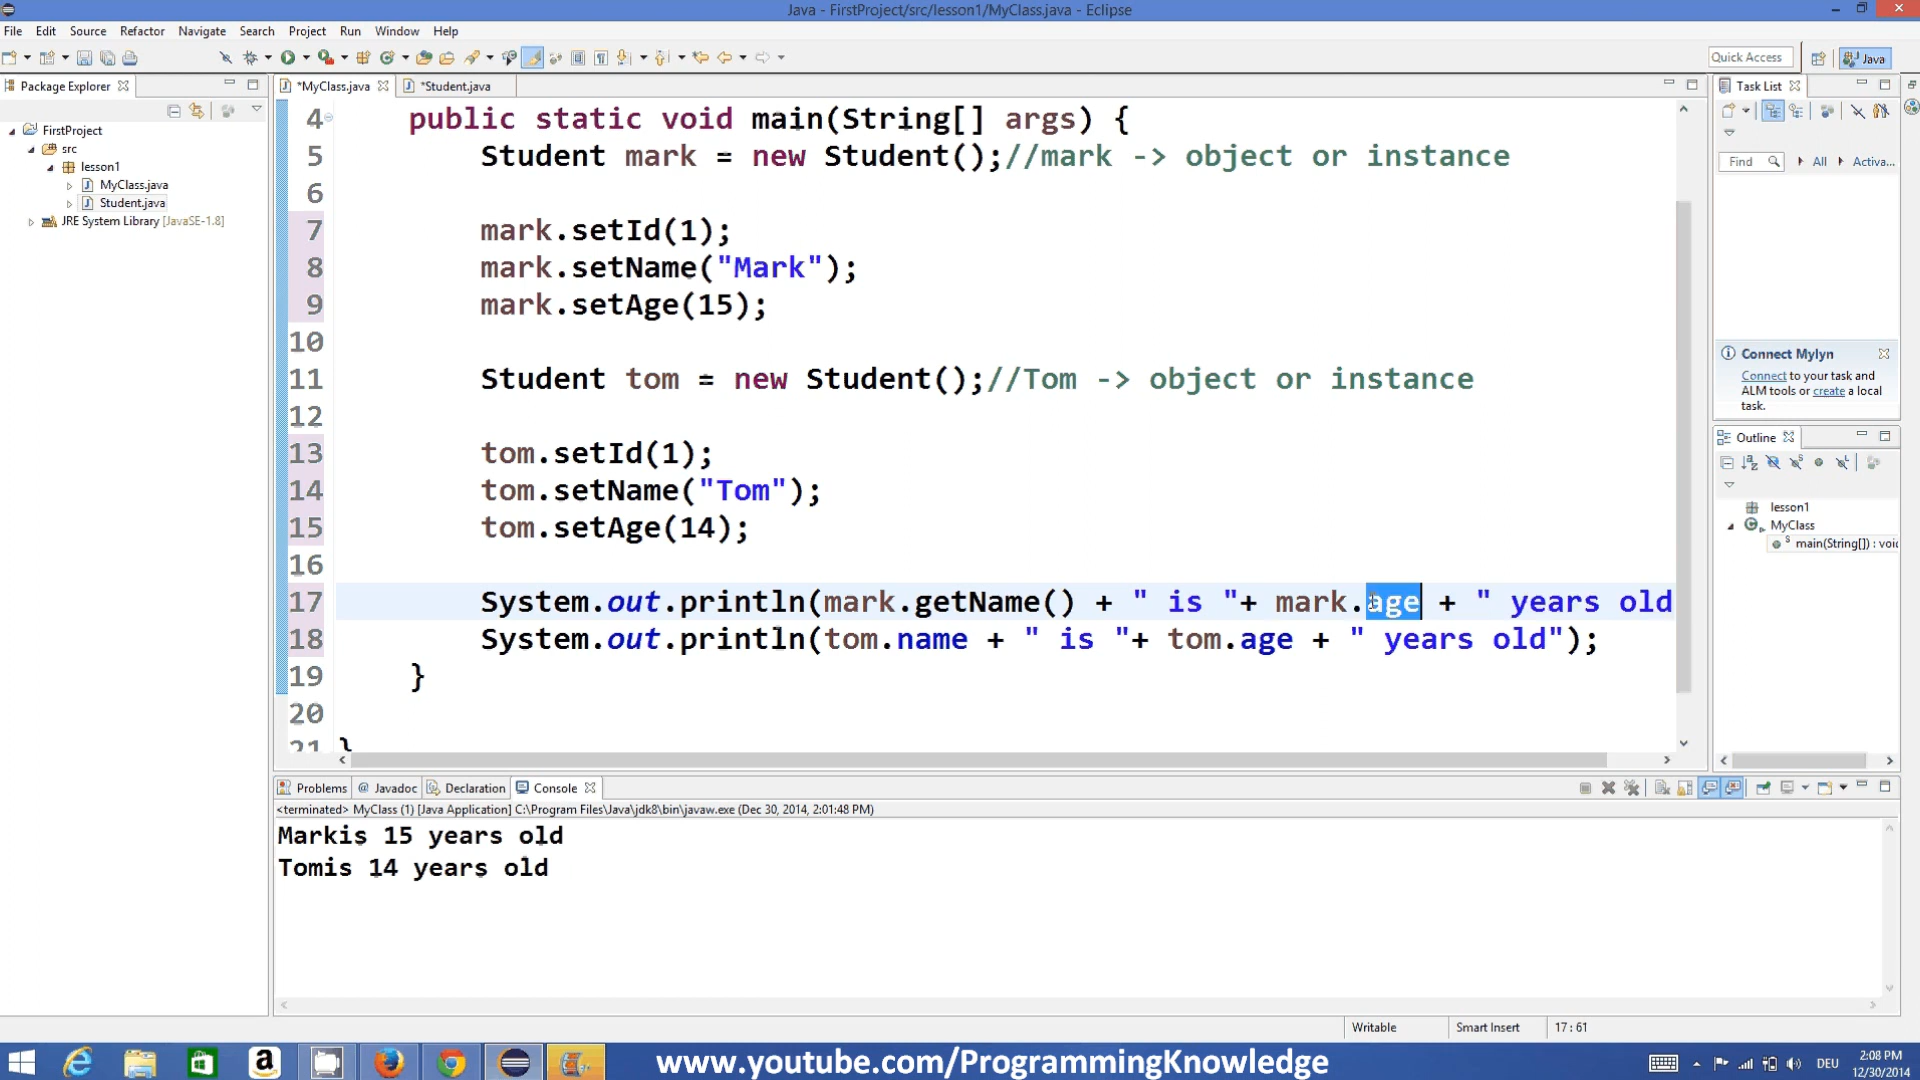 Java - FirstProject/src/lesson1/MyClass.java - Eclipse
File Edit Source Refactor Navigate Search Project Run Window Help
Quick Access
Java
Package Explorer
*MyClass.java
*Student.java
Task List
FirstProject
src
lesson1
MyClass.java
Student.java
JRE System Library [JavaSE-1.8]
4 public static void main(String[] args) {
5 Student mark = new Student();//mark -> object or instance
6
7 mark.setId(1);
8 mark.setName("Mark");
9 mark.setAge(15);
10
11 Student tom = new Student();//Tom -> object or instance
12
13 tom.setId(1);
14 tom.setName("Tom");
15 tom.setAge(14);
16
17 System.out.println(mark.getName() + " is "+ mark.age + " years old
18 System.out.println(tom.name + " is "+ tom.age + " years old");
19 }
20
21 }
Find All Activa...
Connect Mylyn
Connect to your task and
ALM tools or create a local
task.
Outline
lesson1
MyClass
main(String[]) : voi
Problems @ Javadoc Declaration Console
<terminated> MyClass (1) [Java Application] C:\Program Files\Java\jdk8\bin\javaw.exe (Dec 30, 2014, 2:01:48 PM)
Markis 15 years old
Tomis 14 years old
Writable Smart Insert 17 : 61
www.youtube.com/ProgrammingKnowledge
DEU
2:08 PM
12/30/2014